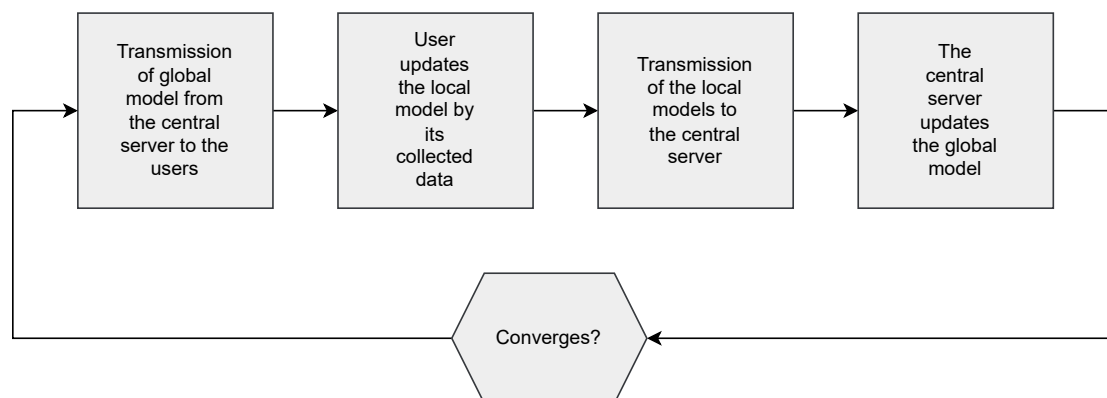 Transmission
of global
model from
the central
server to the
users
User
updates
the local
model by
its
collected
data
Transmission
of the local
models to
the central
server
The
central
server
updates
the global
model
Converges?